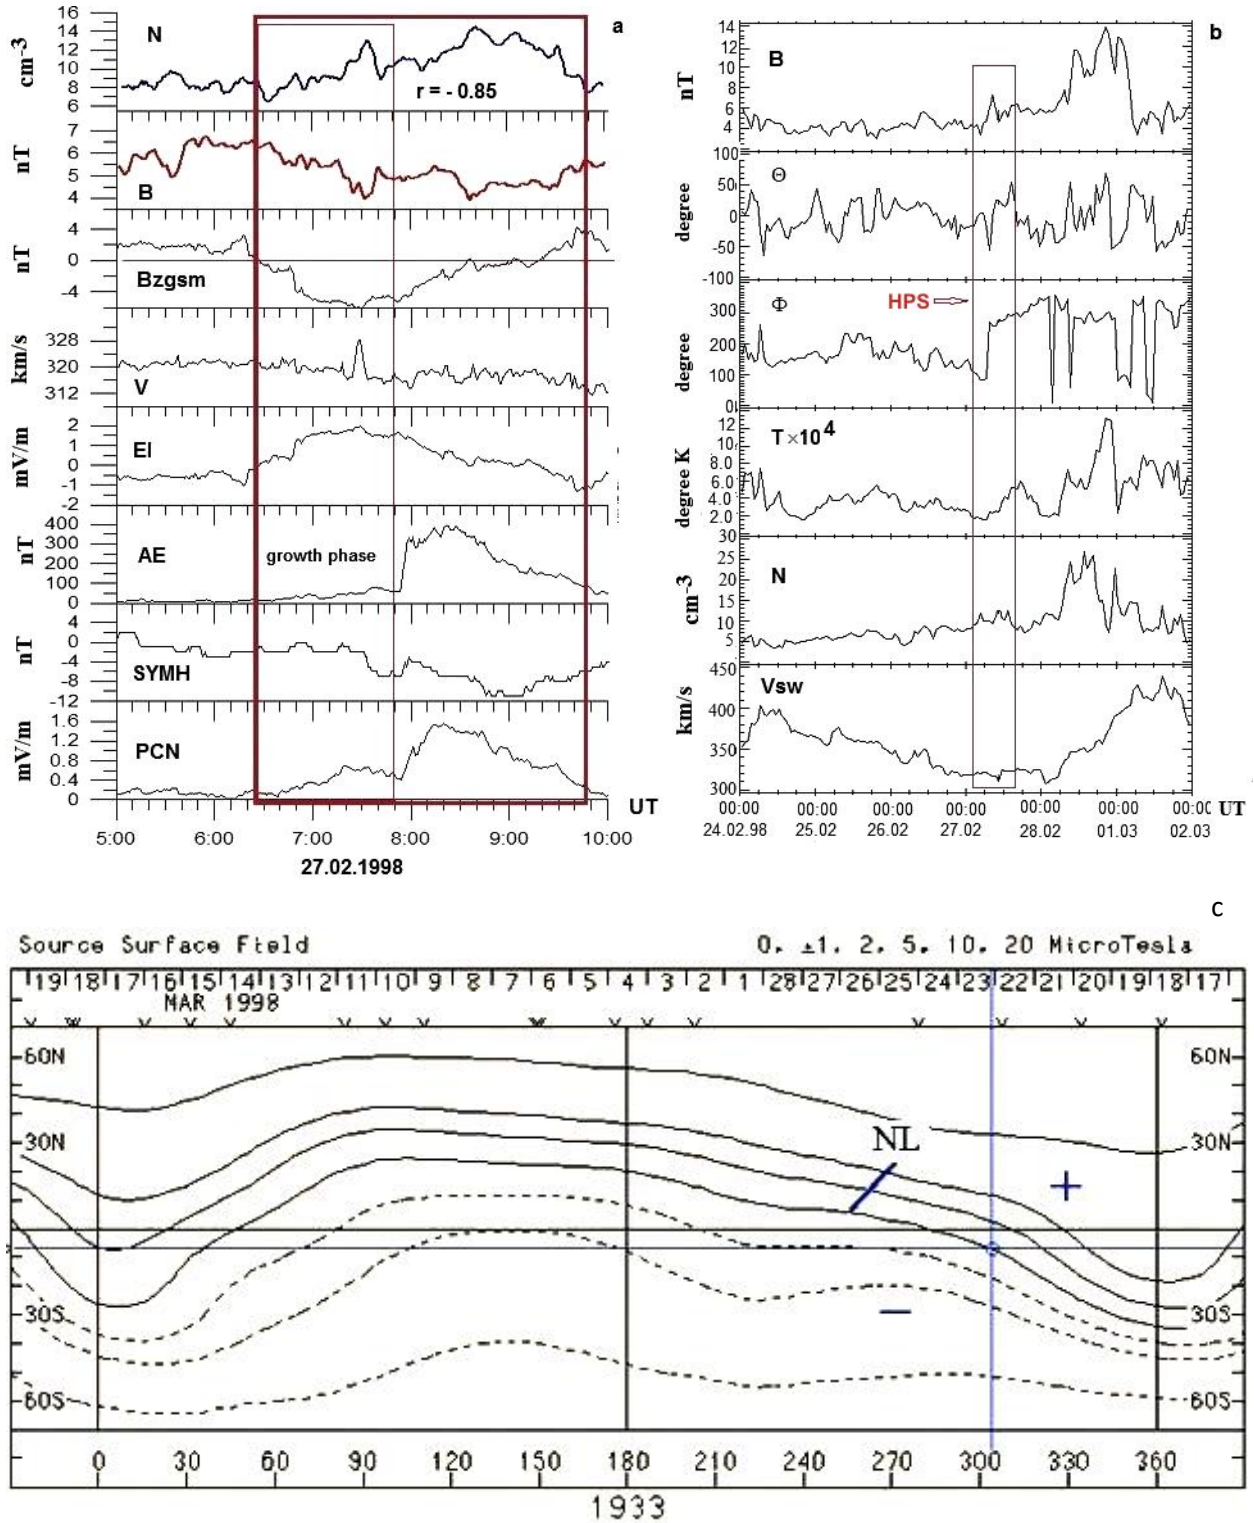 a
N
cm-3
16
14
12
10
8
6
r = - 0.85
nT
7
6
5
4
B
nT
4
0
-4
Bzgsm
km/s
328
320
312
V
mV/m
2
1
0
-1
-2
El
nT
400
300
200
100
0
AE
growth phase
nT
4
0
-4
-8
-12
SYMH
mV/m
1.6
1.2
0.8
0.4
0
PCN
UT
5:00 6:00 7:00 8:00 9:00 10:00
27.02.1998
b
B
nT
14
12
10
8
6
4
Θ
degree
100
50
0
-50
-100
Φ
HPS
degree
300
200
100
0
T×10 4
degree K
12
10
8.0
6.0
4.0
2.0
N
cm-3
30
25
20
15
10
5
Vsw
km/s
450
400
350
300
00:00 00:00 00:00 00:00 00:00 00:00 00:00 UT
24.02.98 25.02 26.02 27.02 28.02 01.03 02.03
c
Source Surface Field 0, ±1, 2, 5, 10, 20 MicroTesla
19 18 17 16 15 14 13 12 11 10 9 8 7 6 5 4 3 2 1 28 27 26 25 24 23 22 21 20 19 18 17
MAR 1998
60N 60N
30N NL 30N
+
30S − 30S
60S 60S
0 30 60 90 120 150 180 210 240 270 300 330 360
1933